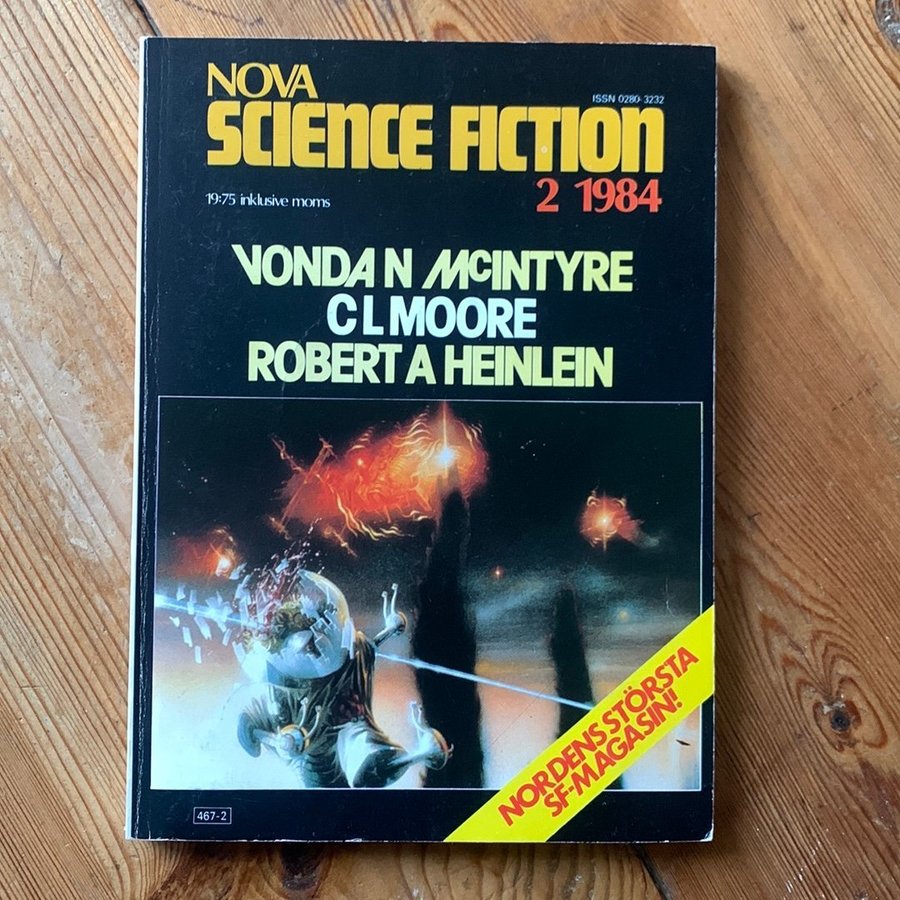 NOVA
ISSN 0280-3232
SCIENCE FICTION
19:75 inklusive moms
2 1984
VONDA N McINTYRE
C L MOORE
ROBERT A HEINLEIN
NORDENS STÖRSTA
SF-MAGASIN!
467-2